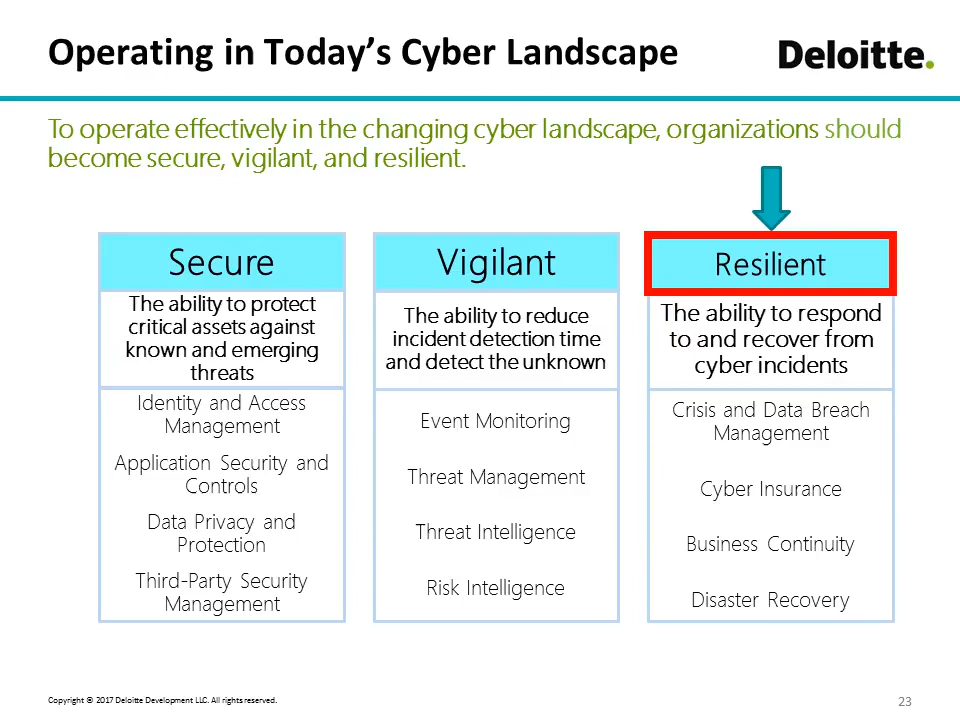 Operating in Today's Cyber Landscape
Deloitte.
To operate effectively in the changing cyber landscape, organizations should
become secure, vigilant, and resilient.
Secure
The ability to protect
critical assets against
known and emerging
threats
Identity and Access
Management
Application Security and
Controls
Data Privacy and
Protection
Third-Party Security
Management
Vigilant
The ability to reduce
incident detection time
and detect the unknown
Event Monitoring
Threat Management
Threat Intelligence
Risk Intelligence
Resilient
The ability to respond
to and recover from
cyber incidents
Crisis and Data Breach
Management
Cyber Insurance
Business Continuity
Disaster Recovery
Copyright © 2017 Deloitte Development LLC. All rights reserved.
23